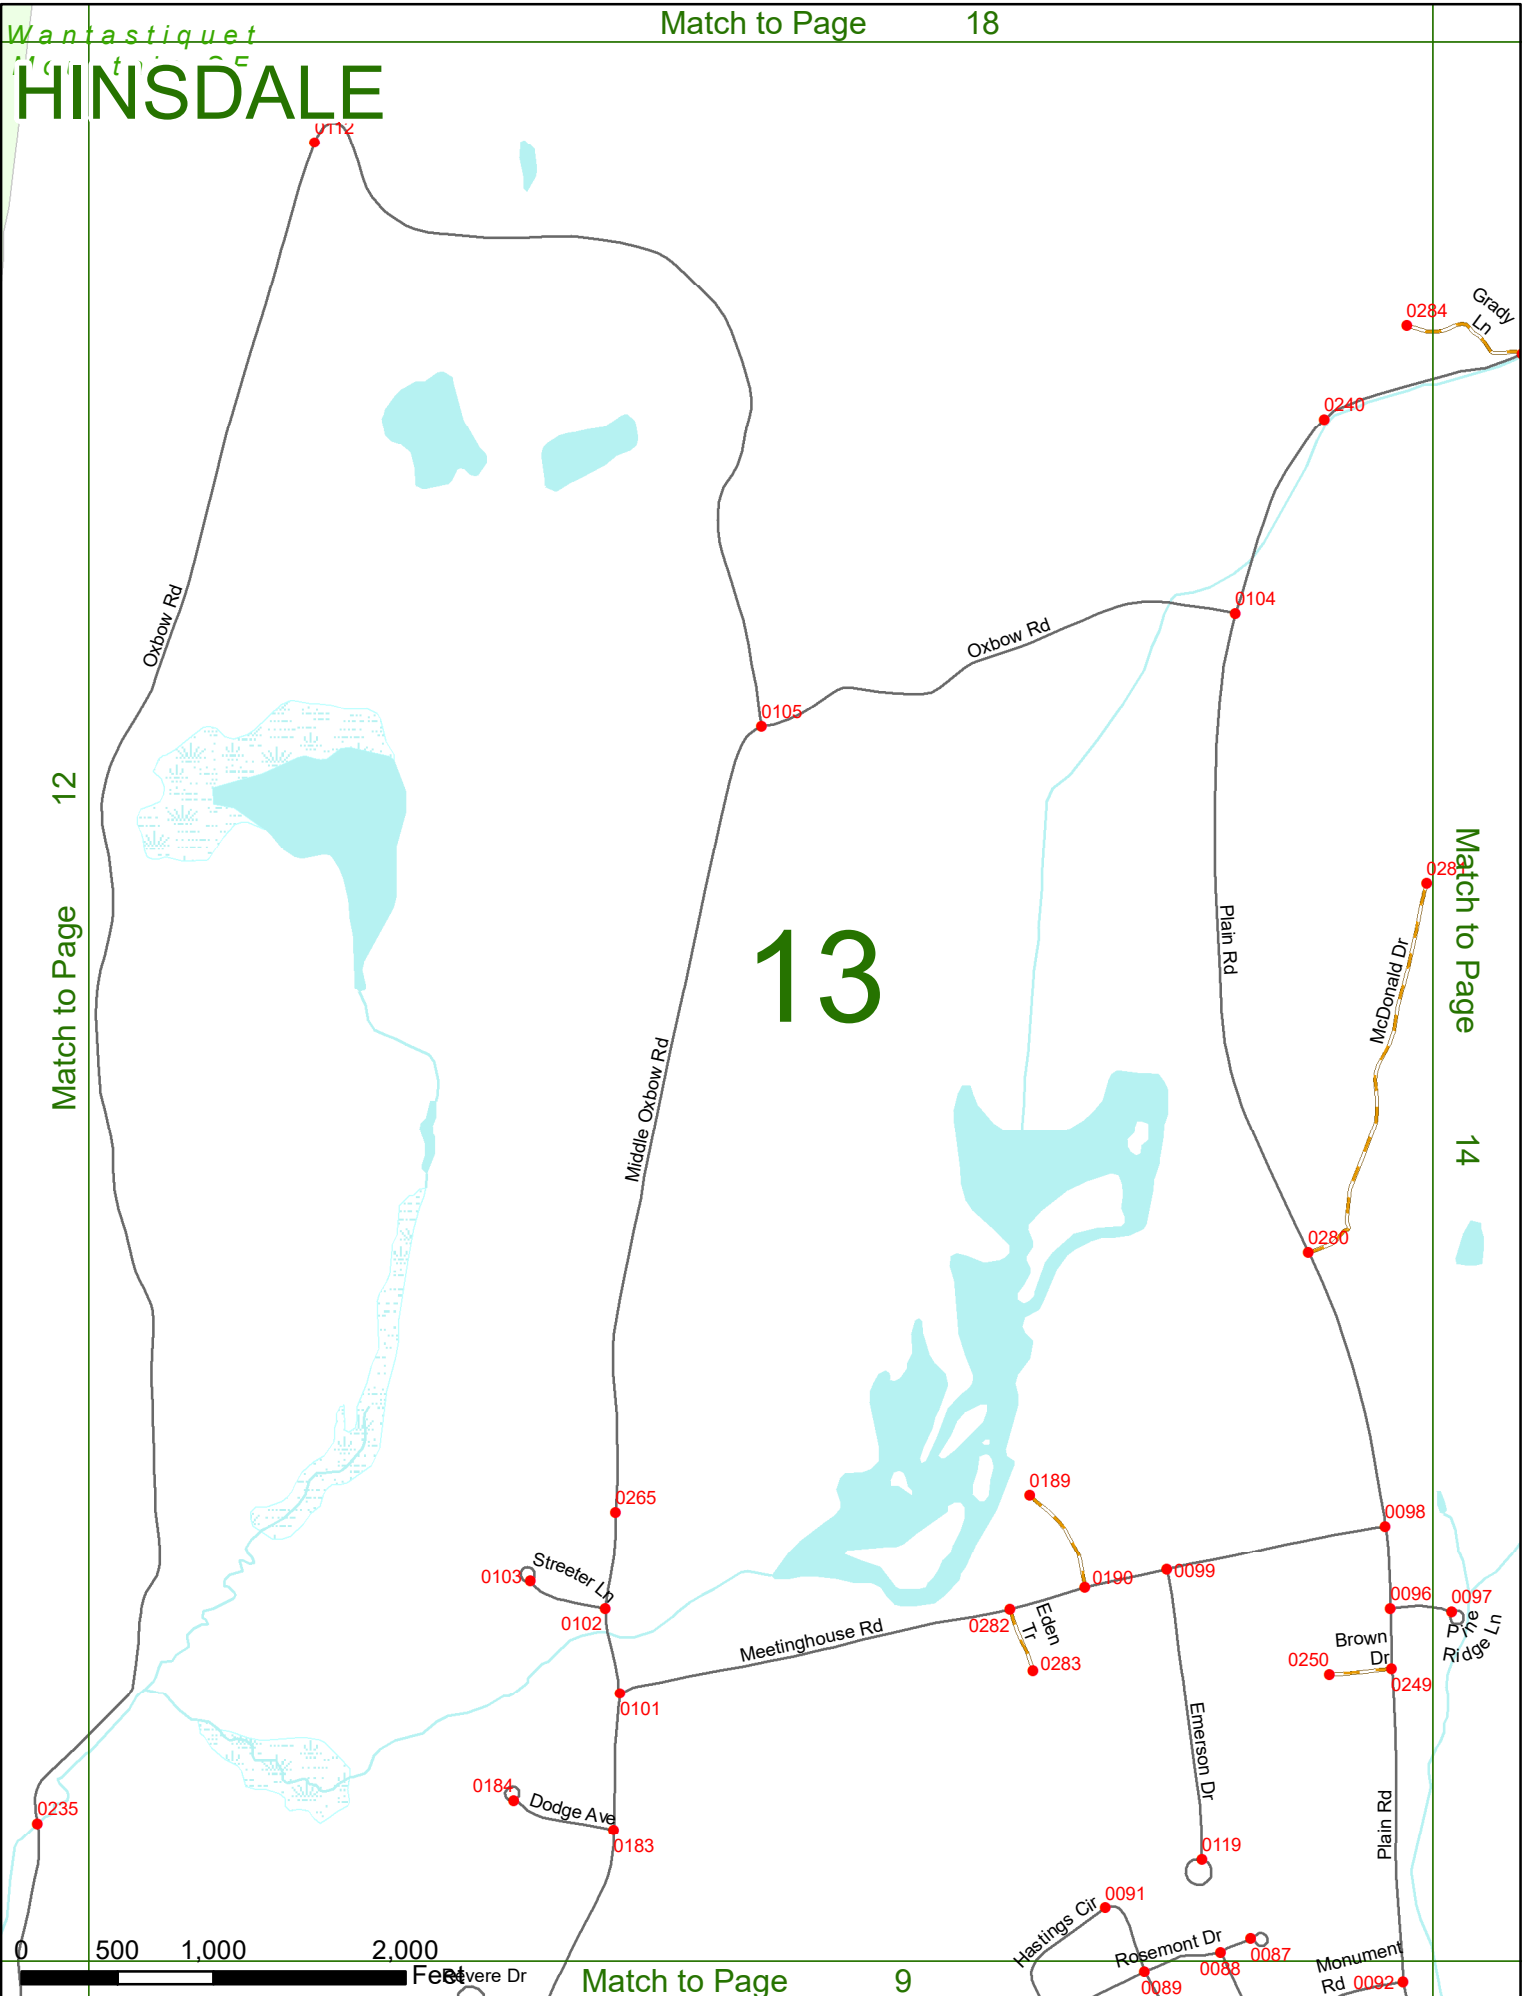 Match to Page 18
Wantastiquet
HINSDALE
0112
Grady
Ln
0284
0240
0104
Oxbow Rd
Oxbow Rd
0105
Match to Page 12
Match to Page 14
0281
13
Plain Rd
McDonald Dr
Middle Oxbow Rd
0280
0189
0265
0098
0103
Streeter Ln
0190
0099
0096
0097
0102
0282
Eden
Tr
Meetinghouse Rd
Brown
Dr
Pine
Ridge Ln
0283
0250
0249
0101
Emerson Dr
0184
Dodge Ave
0235
0183
Plain Rd
0119
0091
Hastings Cir
Rosemont Dr
0087
0088
0089
Monument
Rd
0092
0 500 1,000 2,000
Feet
Revere Dr
Match to Page 9